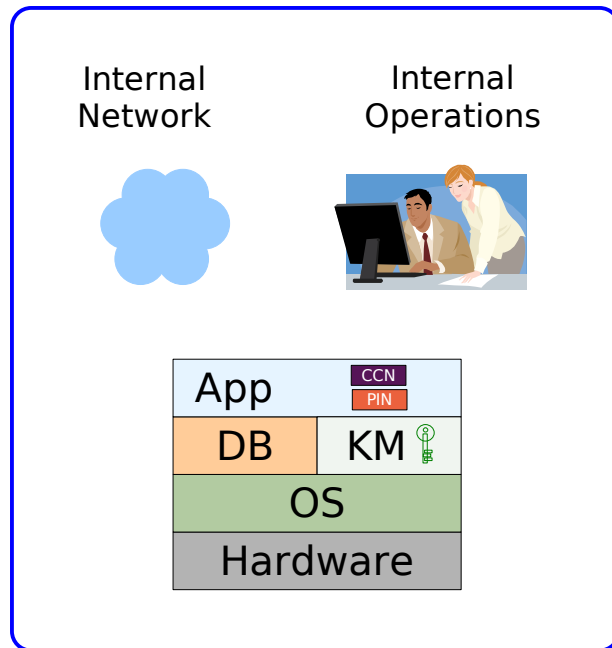 Internal
Network
Internal
Operations
App
CCN
PIN
DB
KM
OS
Hardware